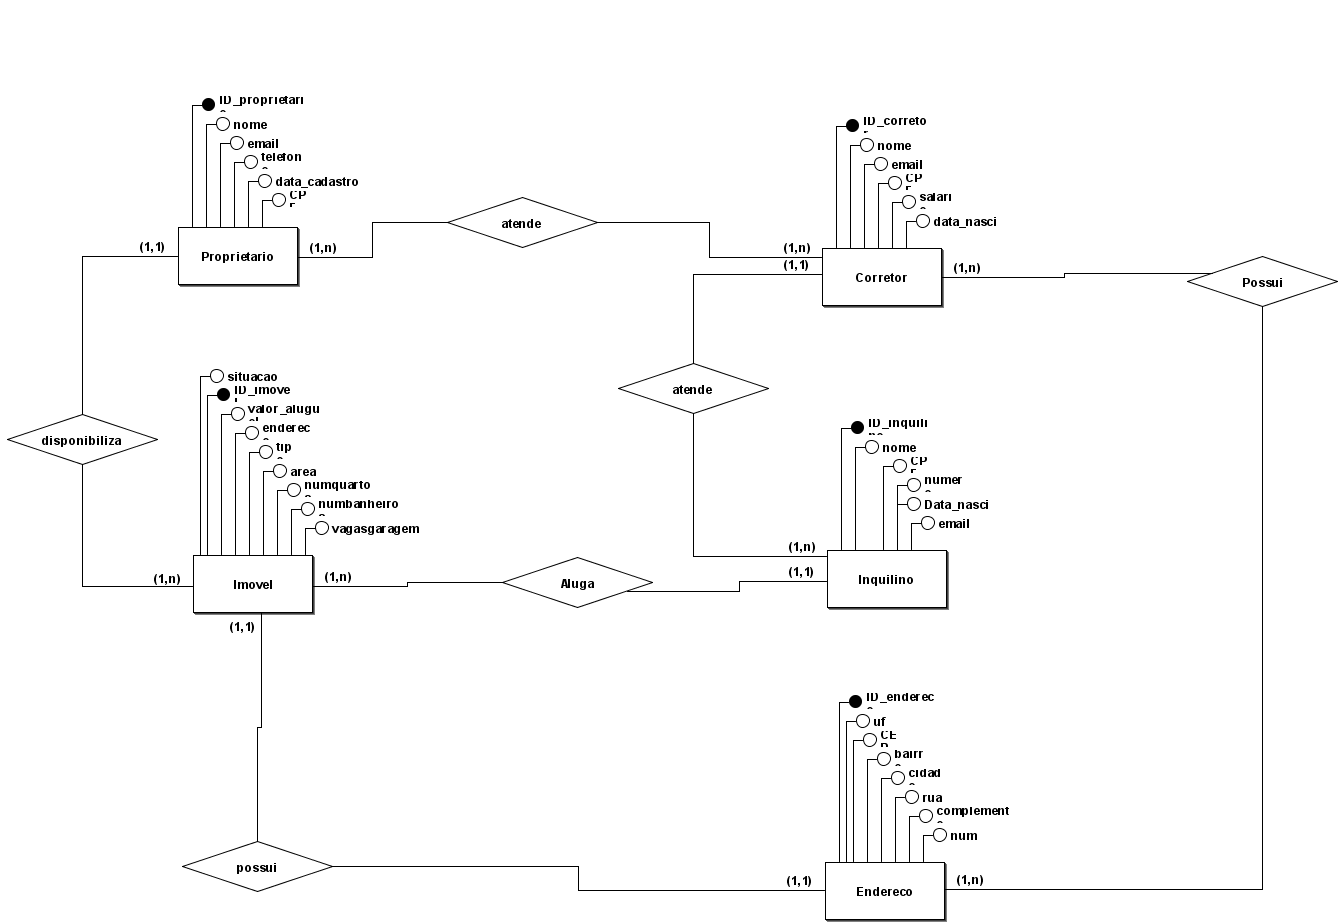 ID_proprietari
o
nome
email
telefon
e
data_cadastro
CP
F
Proprietario
(1,1)
(1,n)
atende
ID_correto
r
nome
email
CP
F
salari
o
data_nasci
Corretor
(1,n)
(1,1)
(1,n)
Possui
atende
disponibiliza
situacao
ID_imove
l
valor_alugu
el
enderec
o
tip
o
area
numquarto
s
numbanheiro
s
vagasgaragem
Imovel
(1,n)
(1,n)
(1,1)
Aluga
ID_inquili
no
nome
CP
F
numer
o
Data_nasci
email
Inquilino
(1,n)
(1,1)
possui
ID_enderec
o
uf
CE
P
bairr
o
cidad
e
rua
complement
o
num
Endereco
(1,1)
(1,n)